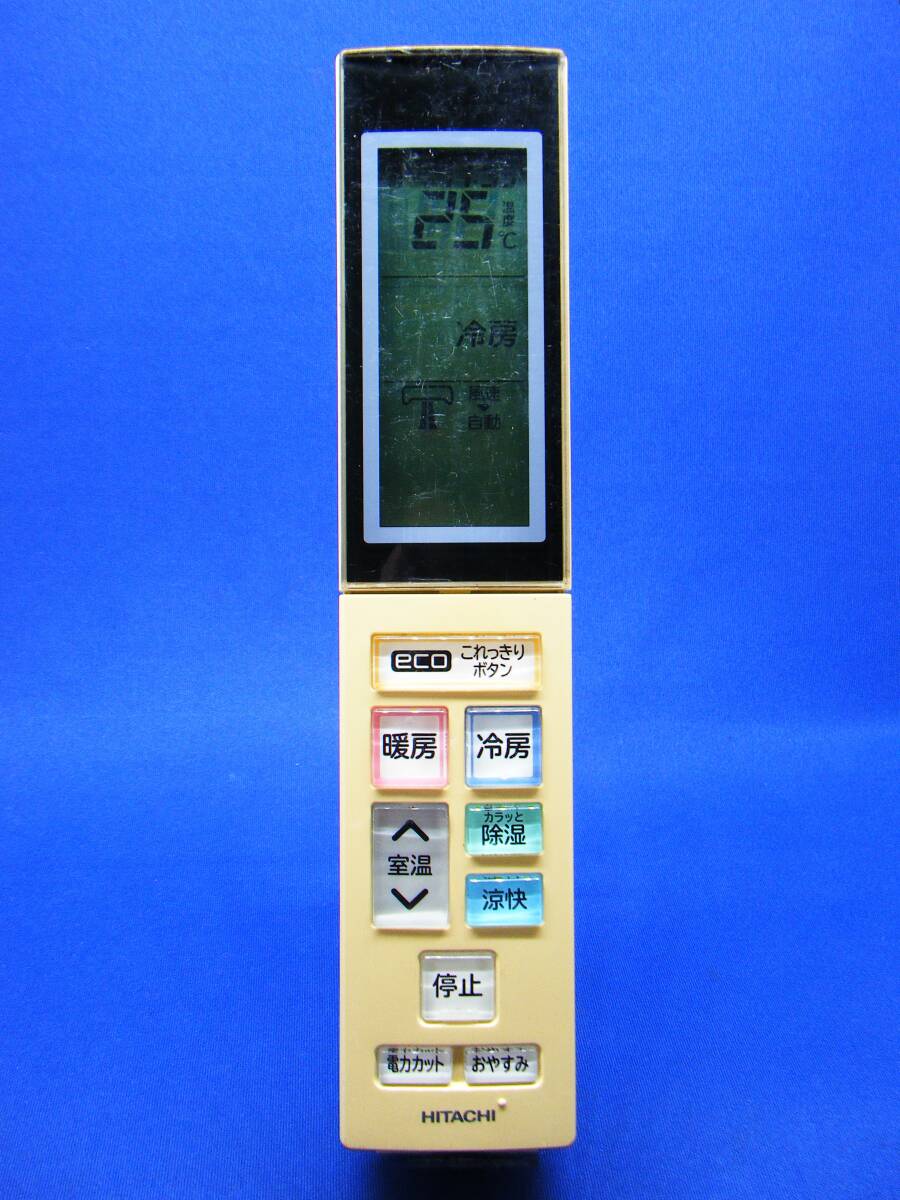 25 温度 ℃
冷房
風速
自動
eco これっきり
ボタン
暖房 冷房
カラッと
除湿
室温
涼快
停止
電力カット おやすみ
HITACHI